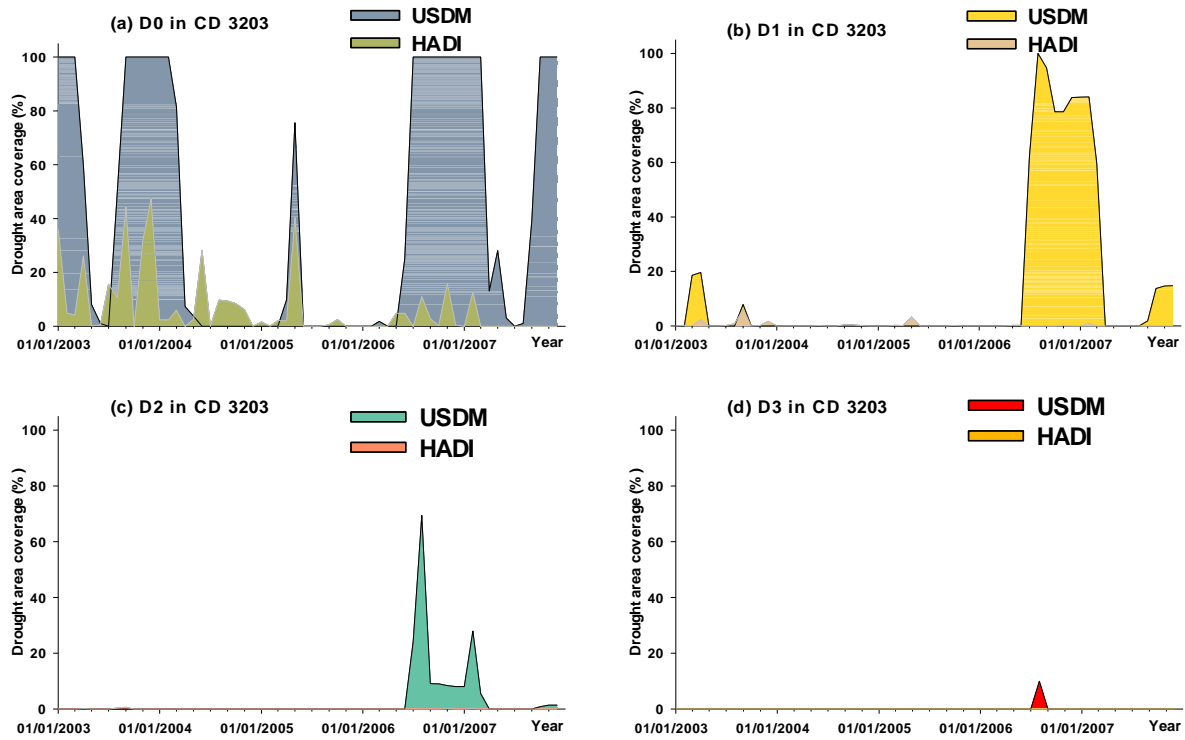 (a) D0 in CD 3203
USDM
HADI
Drought area coverage (%)
100
80
60
40
20
0
01/01/2003
01/01/2004
01/01/2005
01/01/2006
01/01/2007
Year
(b) D1 in CD 3203
USDM
HADI
Drought area coverage (%)
100
80
60
40
20
0
01/01/2003
01/01/2004
01/01/2005
01/01/2006
01/01/2007
Year
(c) D2 in CD 3203
USDM
HADI
Drought area coverage (%)
100
80
60
40
20
0
01/01/2003
01/01/2004
01/01/2005
01/01/2006
01/01/2007
Year
(d) D3 in CD 3203
USDM
HADI
Drought area coverage (%)
100
80
60
40
20
0
01/01/2003
01/01/2004
01/01/2005
01/01/2006
01/01/2007
Year